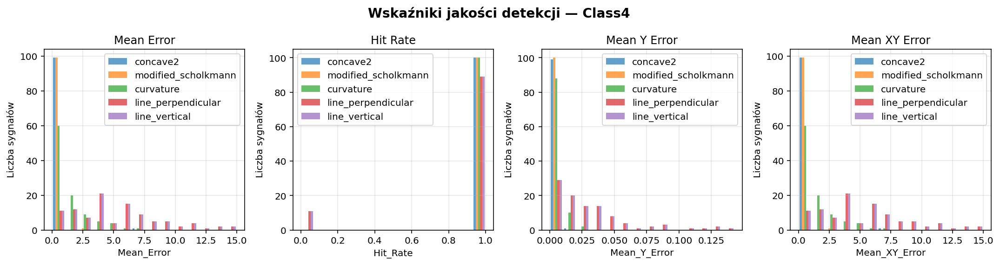 Wskaźniki jakości detekcji — Class4
Mean Error
100
80
60
40
20
0
0.0 2.5 5.0 7.5 10.0 12.5 15.0
Liczba sygnałów
Mean_Error
concave2
modified_scholkmann
curvature
line_perpendicular
line_vertical
Hit Rate
100
80
60
40
20
0
0.0 0.2 0.4 0.6 0.8 1.0
Liczba sygnałów
Hit_Rate
concave2
modified_scholkmann
curvature
line_perpendicular
line_vertical
Mean Y Error
100
80
60
40
20
0
0.000 0.025 0.050 0.075 0.100 0.125
Liczba sygnałów
Mean_Y_Error
concave2
modified_scholkmann
curvature
line_perpendicular
line_vertical
Mean XY Error
100
80
60
40
20
0
0.0 2.5 5.0 7.5 10.0 12.5 15.0
Liczba sygnałów
Mean_XY_Error
concave2
modified_scholkmann
curvature
line_perpendicular
line_vertical